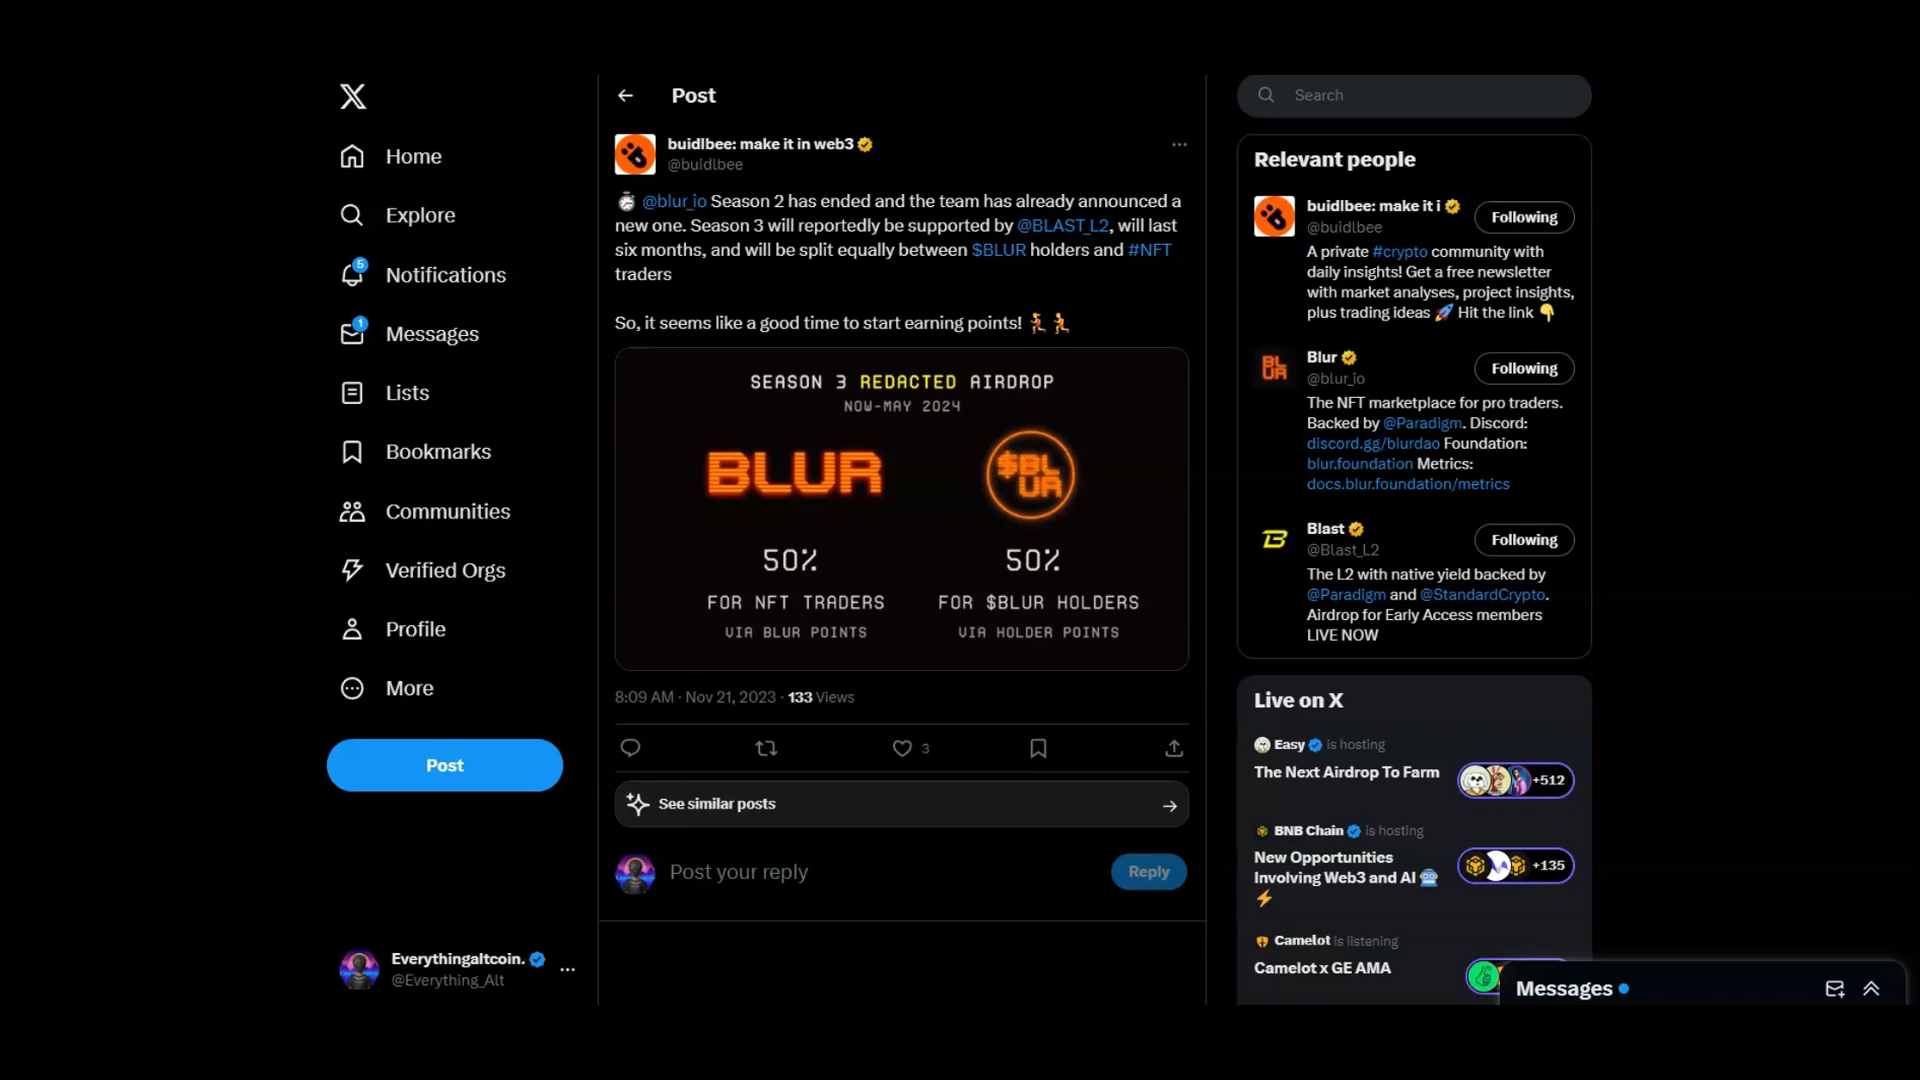 Home
Explore
5
Notifications
1
Messages
Lists
Bookmarks
Communities
Verified Orgs
Profile
More
Post
Everythingaltcoin.
@Everything_Alt
Post
buidlbee: make it in web3
@buidlbee
@blur_io Season 2 has ended and the team has already announced a
new one. Season 3 will reportedly be supported by @BLAST_L2, will last
six months, and will be split equally between $BLUR holders and #NFT
traders
So, it seems like a good time to start earning points!
SEASON 3 REDACTED AIRDROP
NOW-MAY 2024
BLUR
$BL
UR
50%
FOR NFT TRADERS
VIA BLUR POINTS
50%
FOR $BLUR HOLDERS
VIA HOLDER POINTS
8:09 AM · Nov 21, 2023 · 133 Views
3
See similar posts
Post your reply
Reply
Search
Relevant people
buidlbee: make it i
@buidlbee
Following
A private #crypto community with
daily insights! Get a free newsletter
with market analyses, project insights,
plus trading ideas 🚀 Hit the link 👇
BL
UR
Blur
@blur_io
Following
The NFT marketplace for pro traders.
Backed by @Paradigm. Discord:
discord.gg/blurdao Foundation:
blur.foundation Metrics:
docs.blur.foundation/metrics
Blast
@Blast_L2
Following
The L2 with native yield backed by
@Paradigm and @StandardCrypto.
Airdrop for Early Access members
LIVE NOW
Live on X
Easy is hosting
The Next Airdrop To Farm
+512
BNB Chain is hosting
New Opportunities
Involving Web3 and AI
+135
Camelot is listening
Camelot x GE AMA
Messages